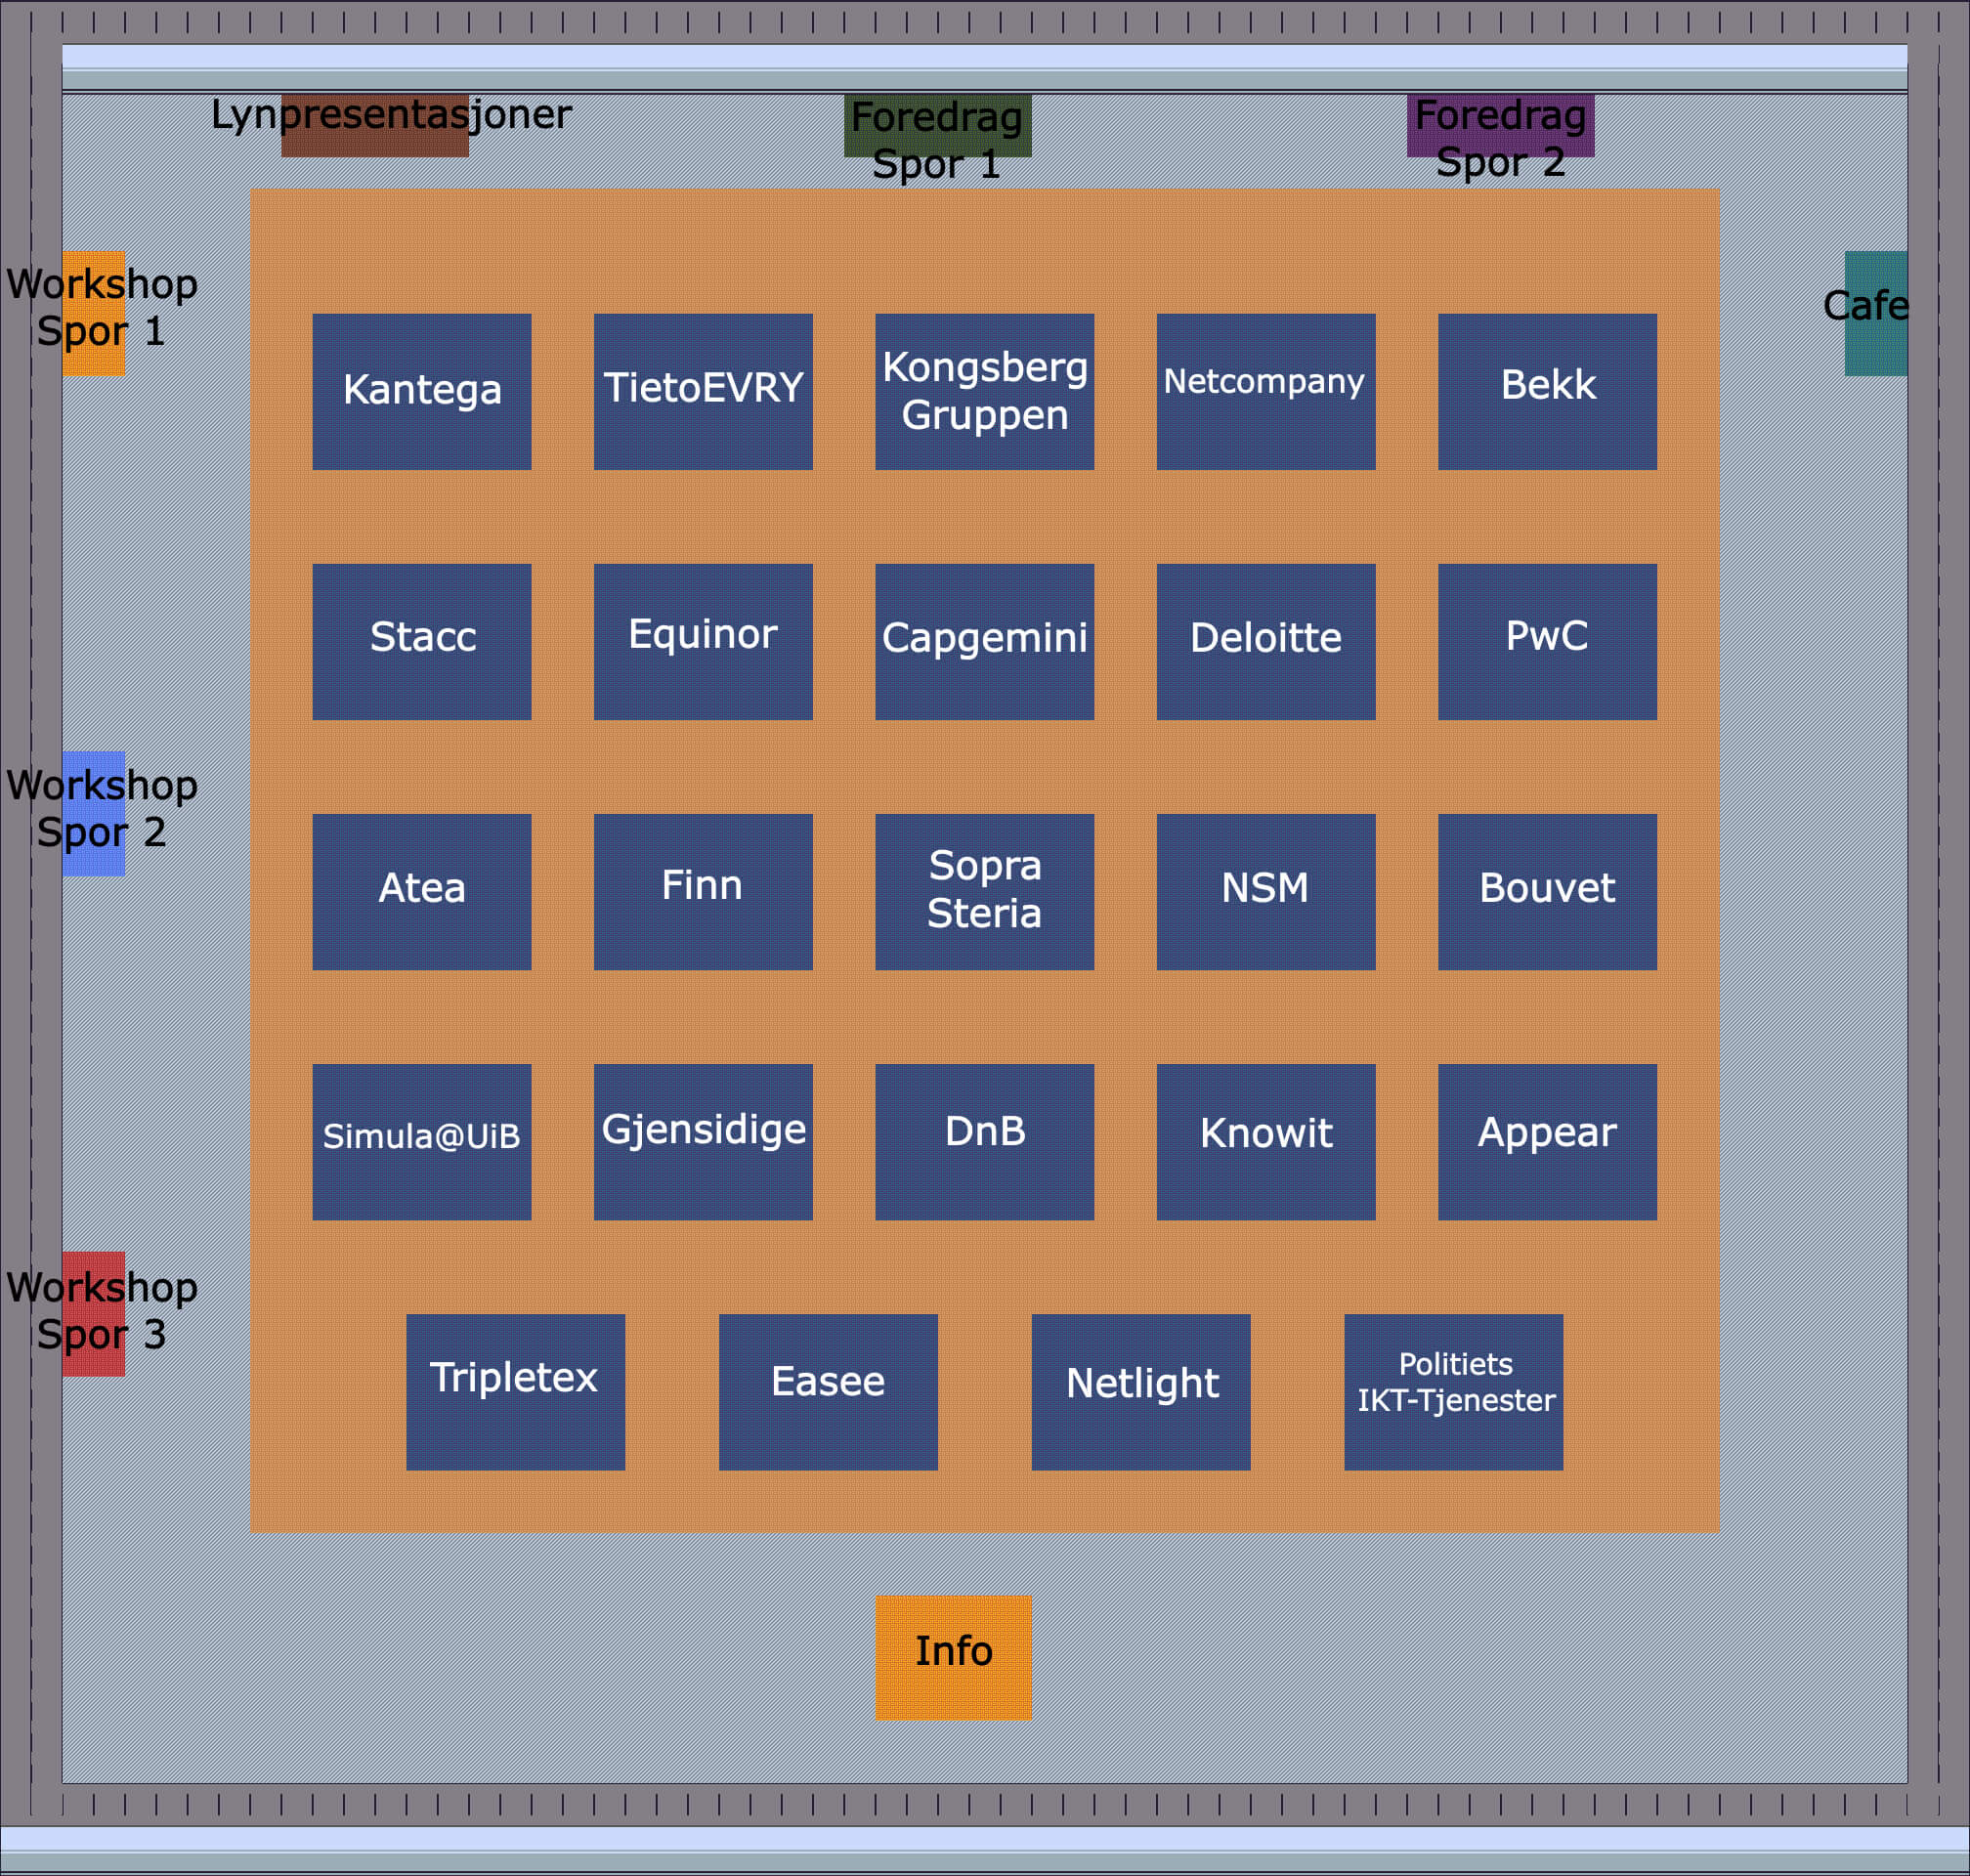 Lynpresentasjoner
Foredrag
Spor 1
Foredrag
Spor 2
Workshop
Spor 1
Cafe
Kantega
TietoEVRY
Kongsberg
Gruppen
Netcompany
Bekk
Stacc
Equinor
Capgemini
Deloitte
PwC
Workshop
Spor 2
Atea
Finn
Sopra
Steria
NSM
Bouvet
Simula@UiB
Gjensidige
DnB
Knowit
Appear
Workshop
Spor 3
Tripletex
Easee
Netlight
Politiets
IKT-Tjenester
Info